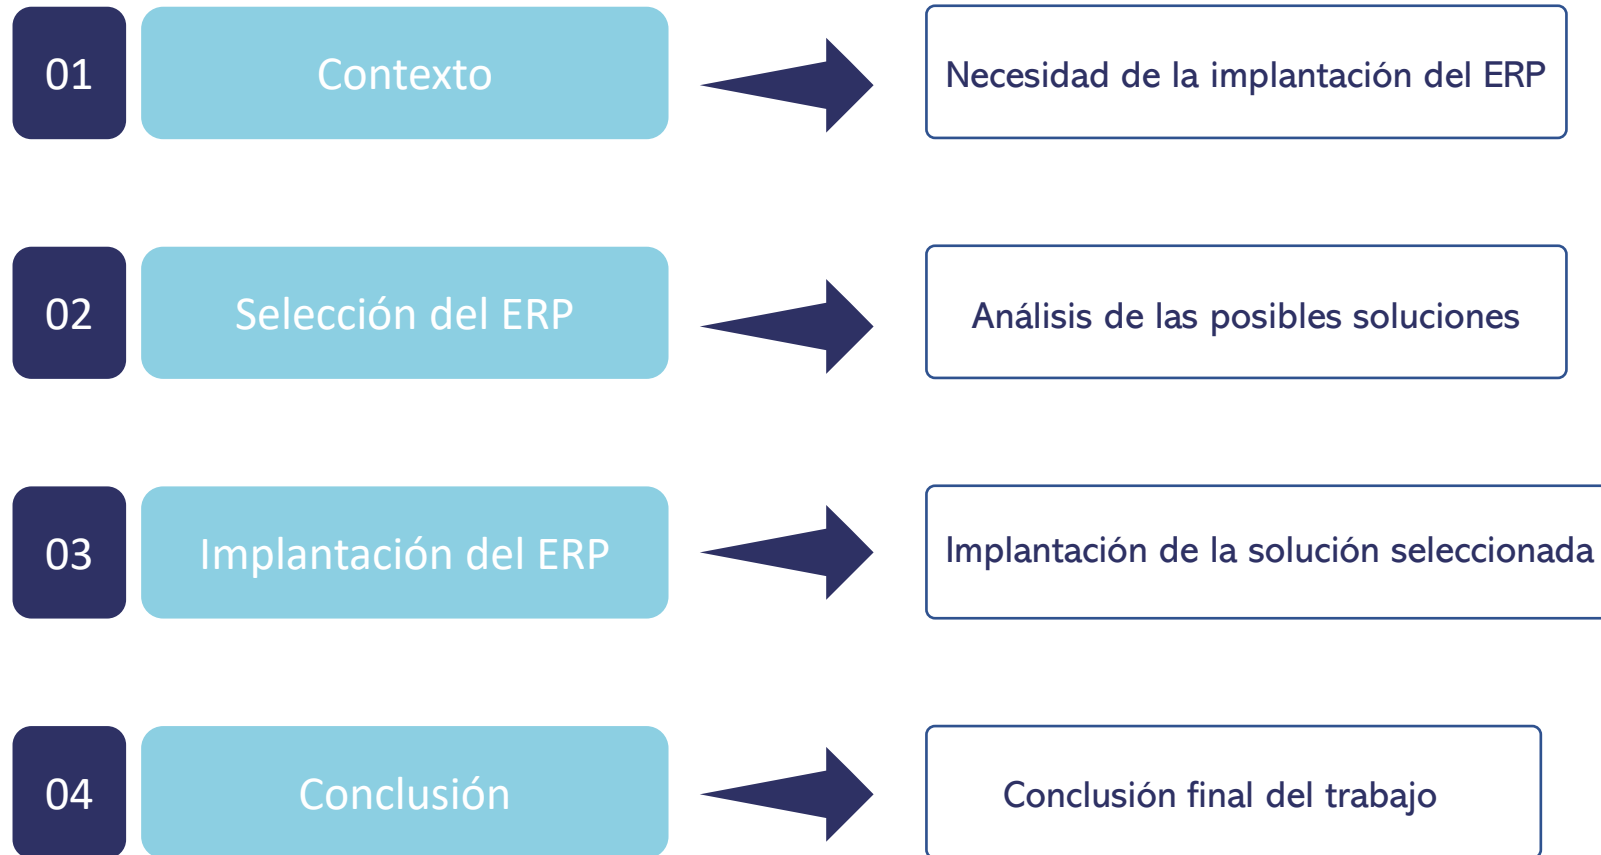 01
Contexto
Necesidad de la implantación del ERP
02
Selección del ERP
Análisis de las posibles soluciones
03
Implantación del ERP
Implantación de la solución seleccionada
04
Conclusión
Conclusión final del trabajo